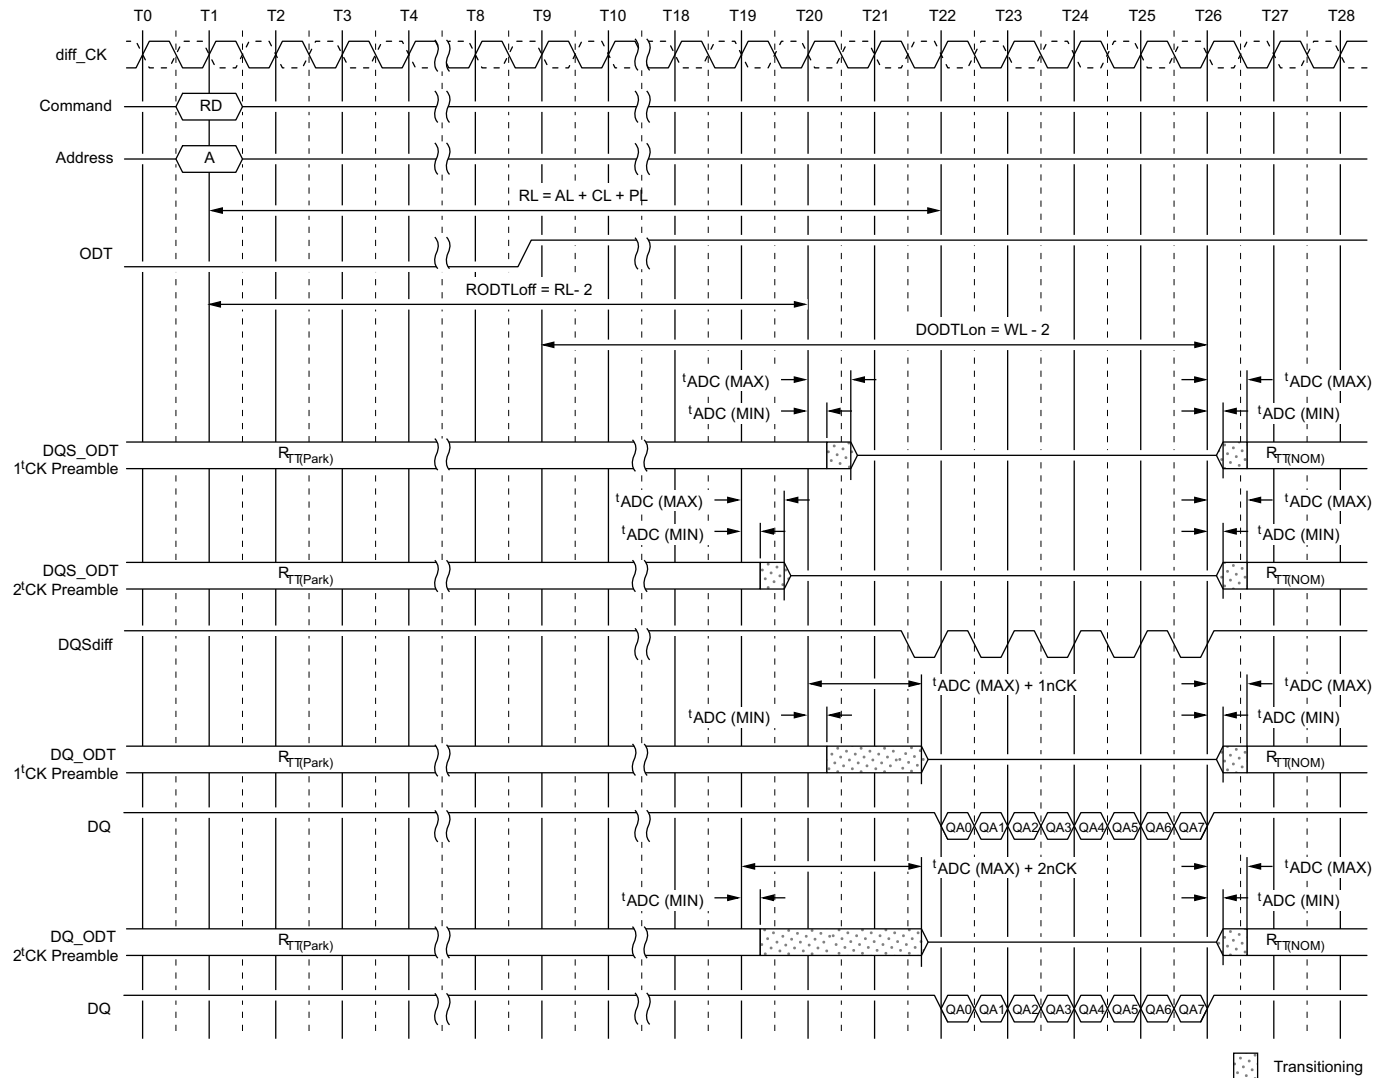 T0 T1 T2 T3 T4 T8 T9 T10 T18 T19 T20 T21 T22 T23 T24 T25 T26 T27 T28
diff_CK
Command RD
Address A
RL = AL + CL + PL
ODT
RODTLoff = RL- 2
DODTLon = WL - 2
tADC (MAX) tADC (MAX)
tADC (MIN) tADC (MIN)
DQS_ODT
1tCK Preamble RTT(Park) RTT(NOM)
tADC (MAX) tADC (MAX)
tADC (MIN) tADC (MIN)
DQS_ODT
2tCK Preamble RTT(Park) RTT(NOM)
DQSdiff
tADC (MAX) + 1nCK tADC (MAX)
tADC (MIN) tADC (MIN)
DQ_ODT
1tCK Preamble RTT(Park) RTT(NOM)
DQ QA0 QA1 QA2 QA3 QA4 QA5 QA6 QA7
tADC (MAX) + 2nCK tADC (MAX)
tADC (MIN) tADC (MIN)
DQ_ODT
2tCK Preamble RTT(Park) RTT(NOM)
DQ QA0 QA1 QA2 QA3 QA4 QA5 QA6 QA7
Transitioning